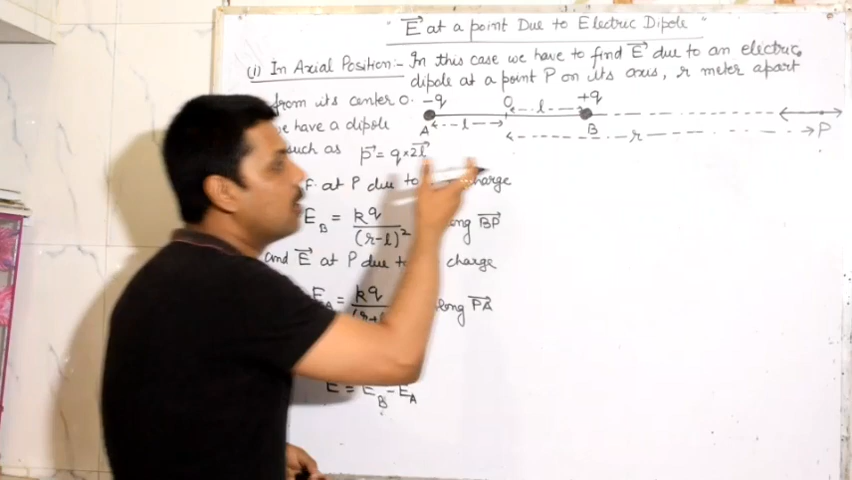 " E⃗ at a point Due to Electric Dipole "
(i) In Axial Position:- In this case we have to find E⃗ due to an electric
dipole at a point P on its axis, r meter apart
from its center O.
-q O l +q
we have a dipole
A l B r P
such as p⃗ = q×2l⃗
at P due to charge
E_B = kq/(r-l)² along BP⃗
and E⃗ at P due to charge
E_A = kq along PA⃗
E = E_B - E_A